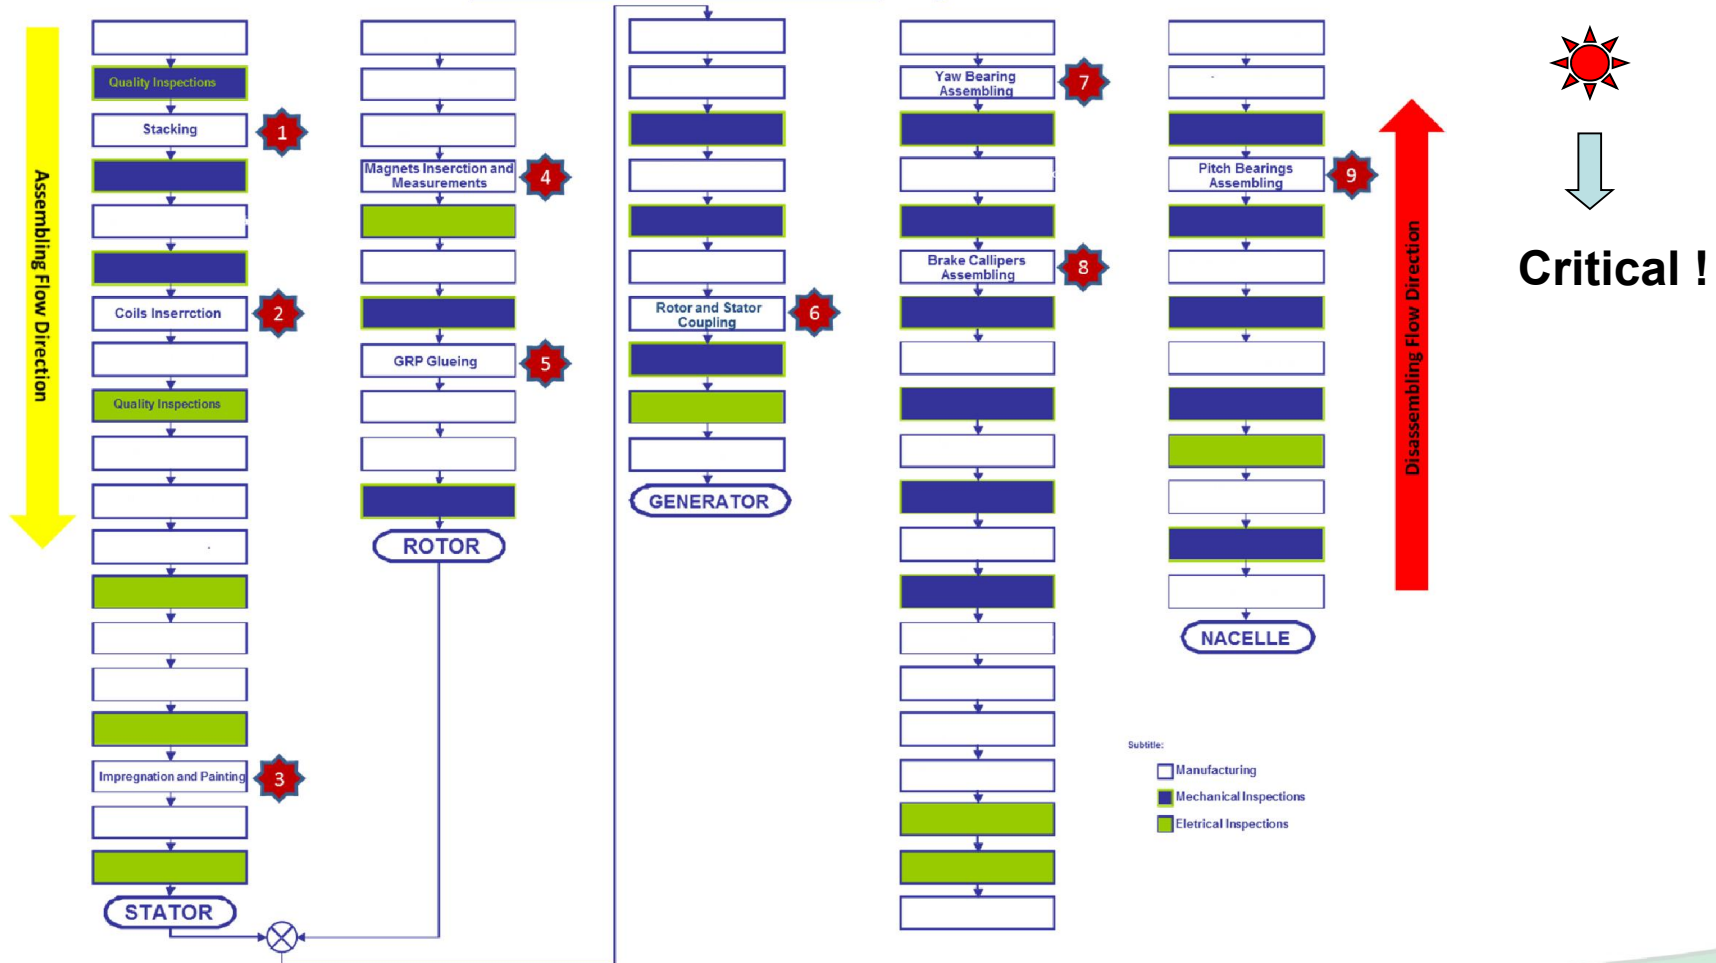 Assembling Flow Direction
Quality Inspections
Stacking
1
Coils Inserrction
2
Quality Inspections
Impregnation and Painting
3
STATOR
Magnets Inserction and
Measurements
4
GRP Glueing
5
ROTOR
Rotor and Stator
Coupling
6
GENERATOR
Yaw Bearing
Assembling
7
Brake Callipers
Assembling
8
Pitch Bearings
Assembling
9
NACELLE
Disassembling Flow Direction
Critical !
Subtitle:
Manufacturing
Mechanical Inspections
Eletrical Inspections